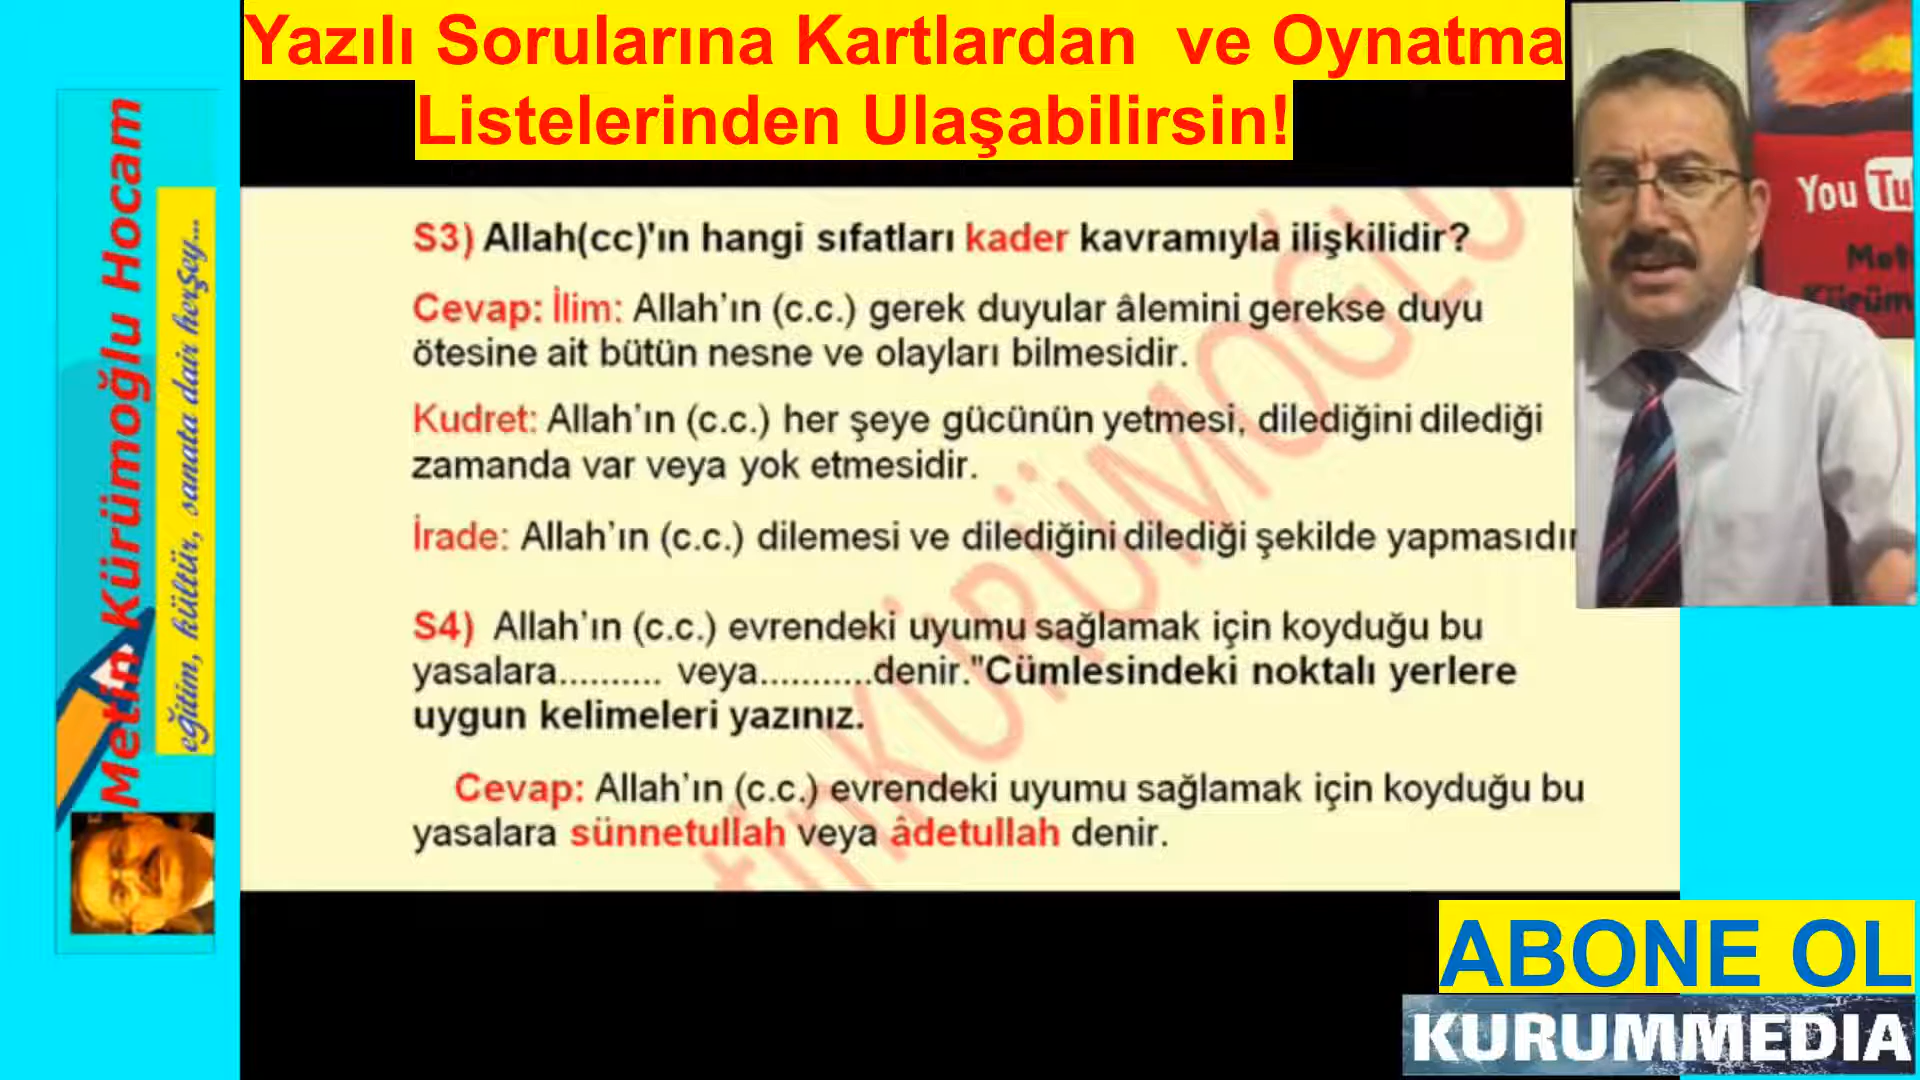 Yazılı Sorularına Kartlardan ve Oynatma
Listelerinden Ulaşabilirsin!
Metin Kürümoğlu Hocam
eğitim, kültür, sanata dair herşey...
S3) Allah(cc)'ın hangi sıfatları kader kavramıyla ilişkilidir?
Cevap: İlim: Allah’ın (c.c.) gerek duyular âlemini gerekse duyu
ötesine ait bütün nesne ve olayları bilmesidir.
Kudret: Allah’ın (c.c.) her şeye gücünün yetmesi, dilediğini dilediği
zamanda var veya yok etmesidir.
İrade: Allah’ın (c.c.) dilemesi ve dilediğini dilediği şekilde yapmasıdır
S4) Allah’ın (c.c.) evrendeki uyumu sağlamak için koyduğu bu
yasalara.......... veya...........denir."Cümlesindeki noktalı yerlere
uygun kelimeleri yazınız.
Cevap: Allah’ın (c.c.) evrendeki uyumu sağlamak için koyduğu bu
yasalara sünnetullah veya âdetullah denir.
You Tu
Met
Kürüm
ABONE OL
KURUMMEDIA